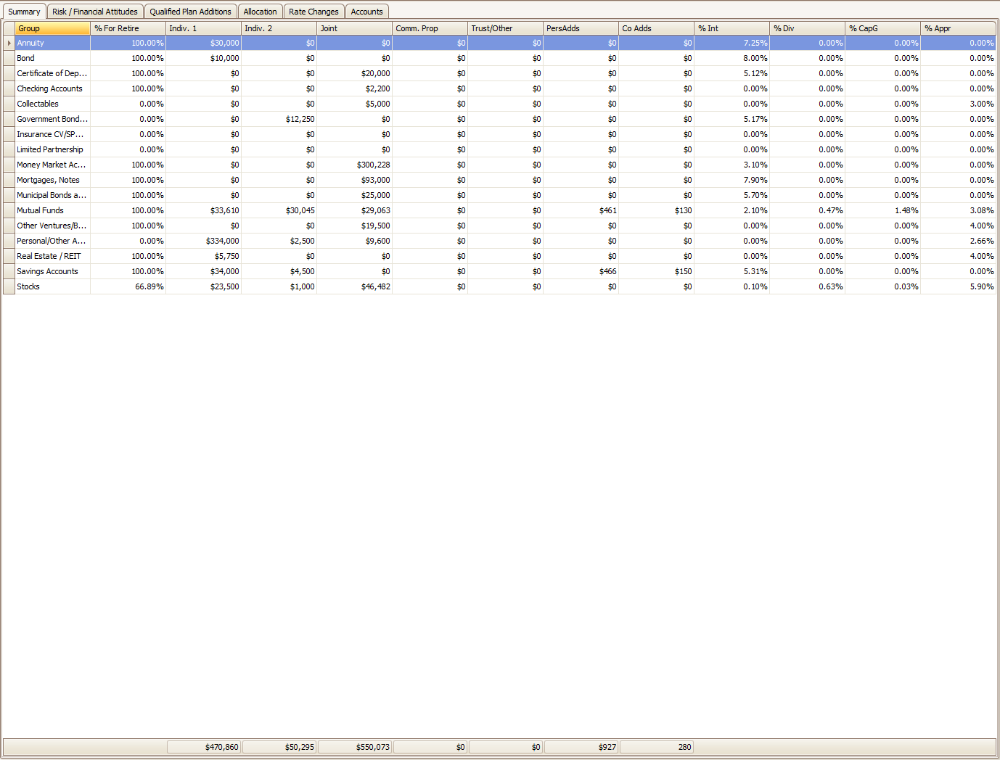 Summary Risk / Financial Attitudes Qualified Plan Additions Allocation Rate Changes Accounts
Group % For Retire Indiv. 1 Indiv. 2 Joint Comm. Prop Trust/Other PersAdds Co Adds % Int % Div % CapG % Appr
Annuity 100.00% $30,000 $0 $0 $0 $0 $0 $0 7.25% 0.00% 0.00% 0.00%
Bond 100.00% $10,000 $0 $0 $0 $0 $0 $0 8.00% 0.00% 0.00% 0.00%
Certificate of Dep... 100.00% $0 $0 $20,000 $0 $0 $0 $0 5.12% 0.00% 0.00% 0.00%
Checking Accounts 100.00% $0 $0 $2,200 $0 $0 $0 $0 0.00% 0.00% 0.00% 0.00%
Collectables 0.00% $0 $0 $5,000 $0 $0 $0 $0 0.00% 0.00% 0.00% 3.00%
Government Bond... 0.00% $0 $12,250 $0 $0 $0 $0 $0 5.17% 0.00% 0.00% 0.00%
Insurance CV/SP... 0.00% $0 $0 $0 $0 $0 $0 $0 0.00% 0.00% 0.00% 0.00%
Limited Partnership 0.00% $0 $0 $0 $0 $0 $0 $0 0.00% 0.00% 0.00% 0.00%
Money Market Ac... 100.00% $0 $0 $300,228 $0 $0 $0 $0 3.10% 0.00% 0.00% 0.00%
Mortgages, Notes 100.00% $0 $0 $93,000 $0 $0 $0 $0 7.90% 0.00% 0.00% 0.00%
Municipal Bonds a... 100.00% $0 $0 $25,000 $0 $0 $0 $0 5.70% 0.00% 0.00% 0.00%
Mutual Funds 100.00% $33,610 $30,045 $29,063 $0 $0 $461 $130 2.10% 0.47% 1.48% 3.08%
Other Ventures/B... 100.00% $0 $0 $19,500 $0 $0 $0 $0 0.00% 0.00% 0.00% 4.00%
Personal/Other A... 0.00% $334,000 $2,500 $9,600 $0 $0 $0 $0 0.00% 0.00% 0.00% 2.66%
Real Estate / REIT 100.00% $5,750 $0 $0 $0 $0 $0 $0 0.00% 0.00% 0.00% 4.00%
Savings Accounts 100.00% $34,000 $4,500 $0 $0 $0 $466 $150 5.31% 0.00% 0.00% 0.00%
Stocks 66.89% $23,500 $1,000 $46,482 $0 $0 $0 $0 0.10% 0.63% 0.03% 5.90%
$470,860 $50,295 $550,073 $0 $0 $927 280